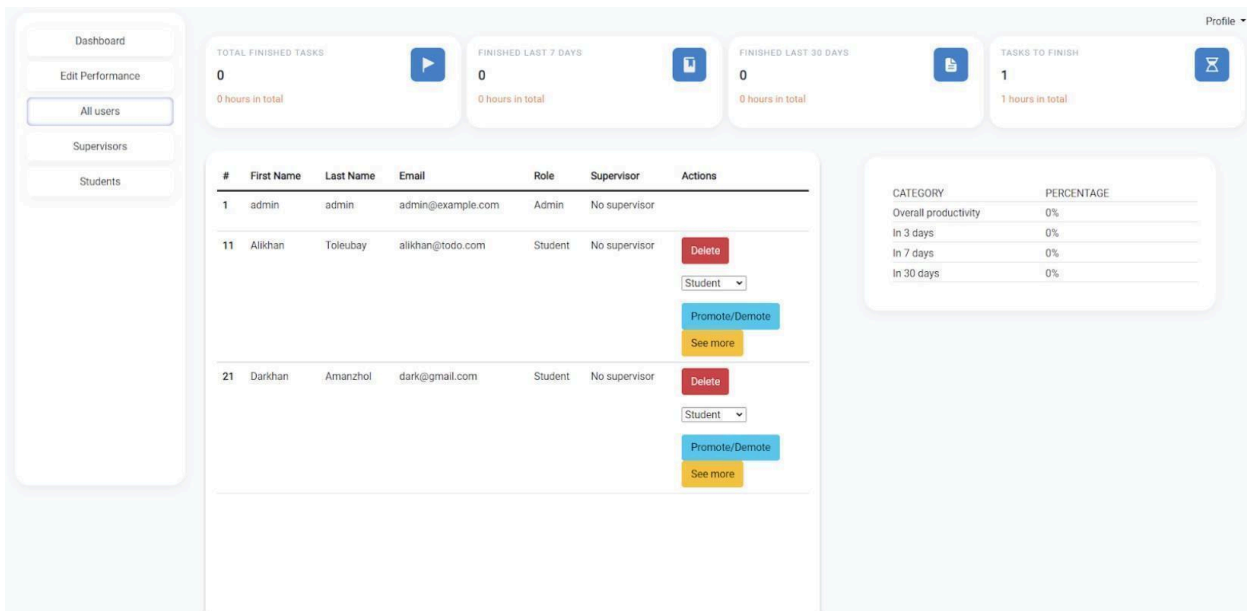 Profile
Dashboard
Edit Performance
All users
Supervisors
Students
TOTAL FINISHED TASKS
0
0 hours in total
FINISHED LAST 7 DAYS
0
0 hours in total
FINISHED LAST 30 DAYS
0
0 hours in total
TASKS TO FINISH
1
1 hours in total
# First Name Last Name Email Role Supervisor Actions
1 admin admin admin@example.com Admin No supervisor
11 Alikhan Toleubay alikhan@todo.com Student No supervisor Delete
Student
Promote/Demote
See more
21 Darkhan Amanzhol dark@gmail.com Student No supervisor Delete
Student
Promote/Demote
See more
CATEGORY PERCENTAGE
Overall productivity 0%
In 3 days 0%
In 7 days 0%
In 30 days 0%